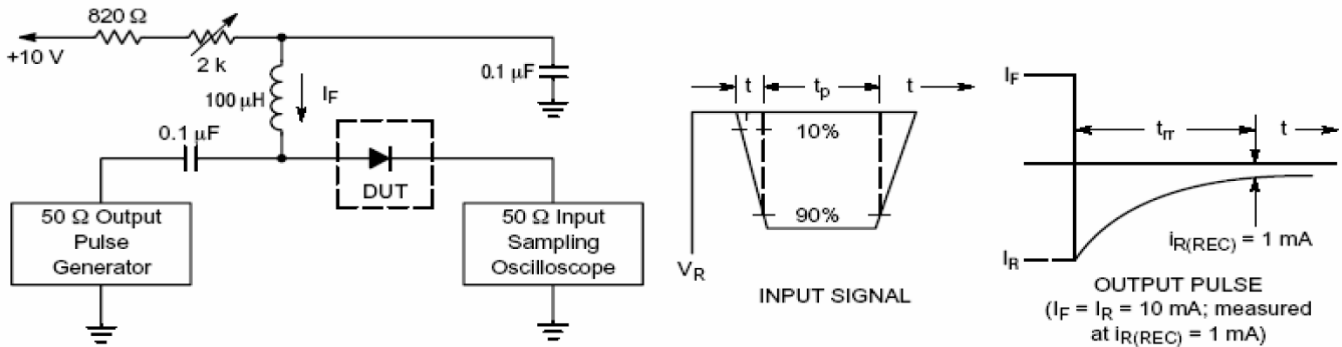 820 Ω
+10 V
2 k
100 μH
I_F
0.1 μF
0.1 μF
DUT
50 Ω Output
Pulse
Generator
50 Ω Input
Sampling
Oscilloscope
t_r
t_p
t
10%
90%
V_R
INPUT SIGNAL
I_F
t_rr
t
i_R(REC) = 1 mA
I_R
OUTPUT PULSE
(I_F = I_R = 10 mA; measured
at i_R(REC) = 1 mA)